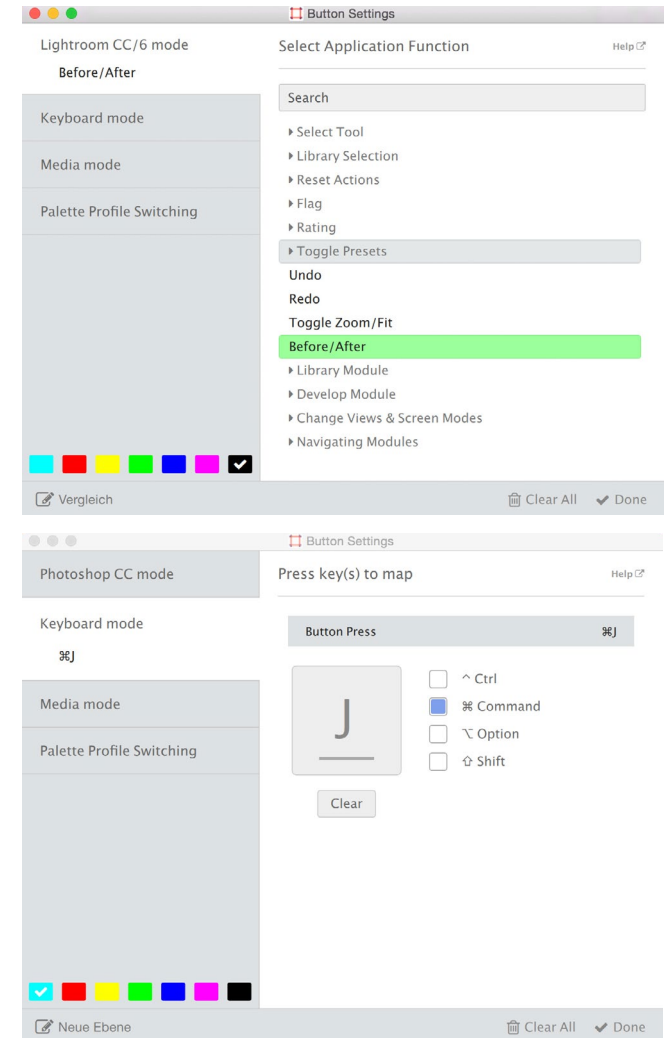 Button Settings
Lightroom CC/6 mode
Before/After
Keyboard mode
Media mode
Palette Profile Switching
Vergleich
Select Application Function
Help
Search
Select Tool
Library Selection
Reset Actions
Flag
Rating
Toggle Presets
Undo
Redo
Toggle Zoom/Fit
Before/After
Library Module
Develop Module
Change Views & Screen Modes
Navigating Modules
Clear All
Done
Button Settings
Photoshop CC mode
Keyboard mode
⌘J
Media mode
Palette Profile Switching
Neue Ebene
Press key(s) to map
Help
Button Press ⌘J
J
^ Ctrl
⌘ Command
⌥ Option
⇧ Shift
Clear
Clear All
Done